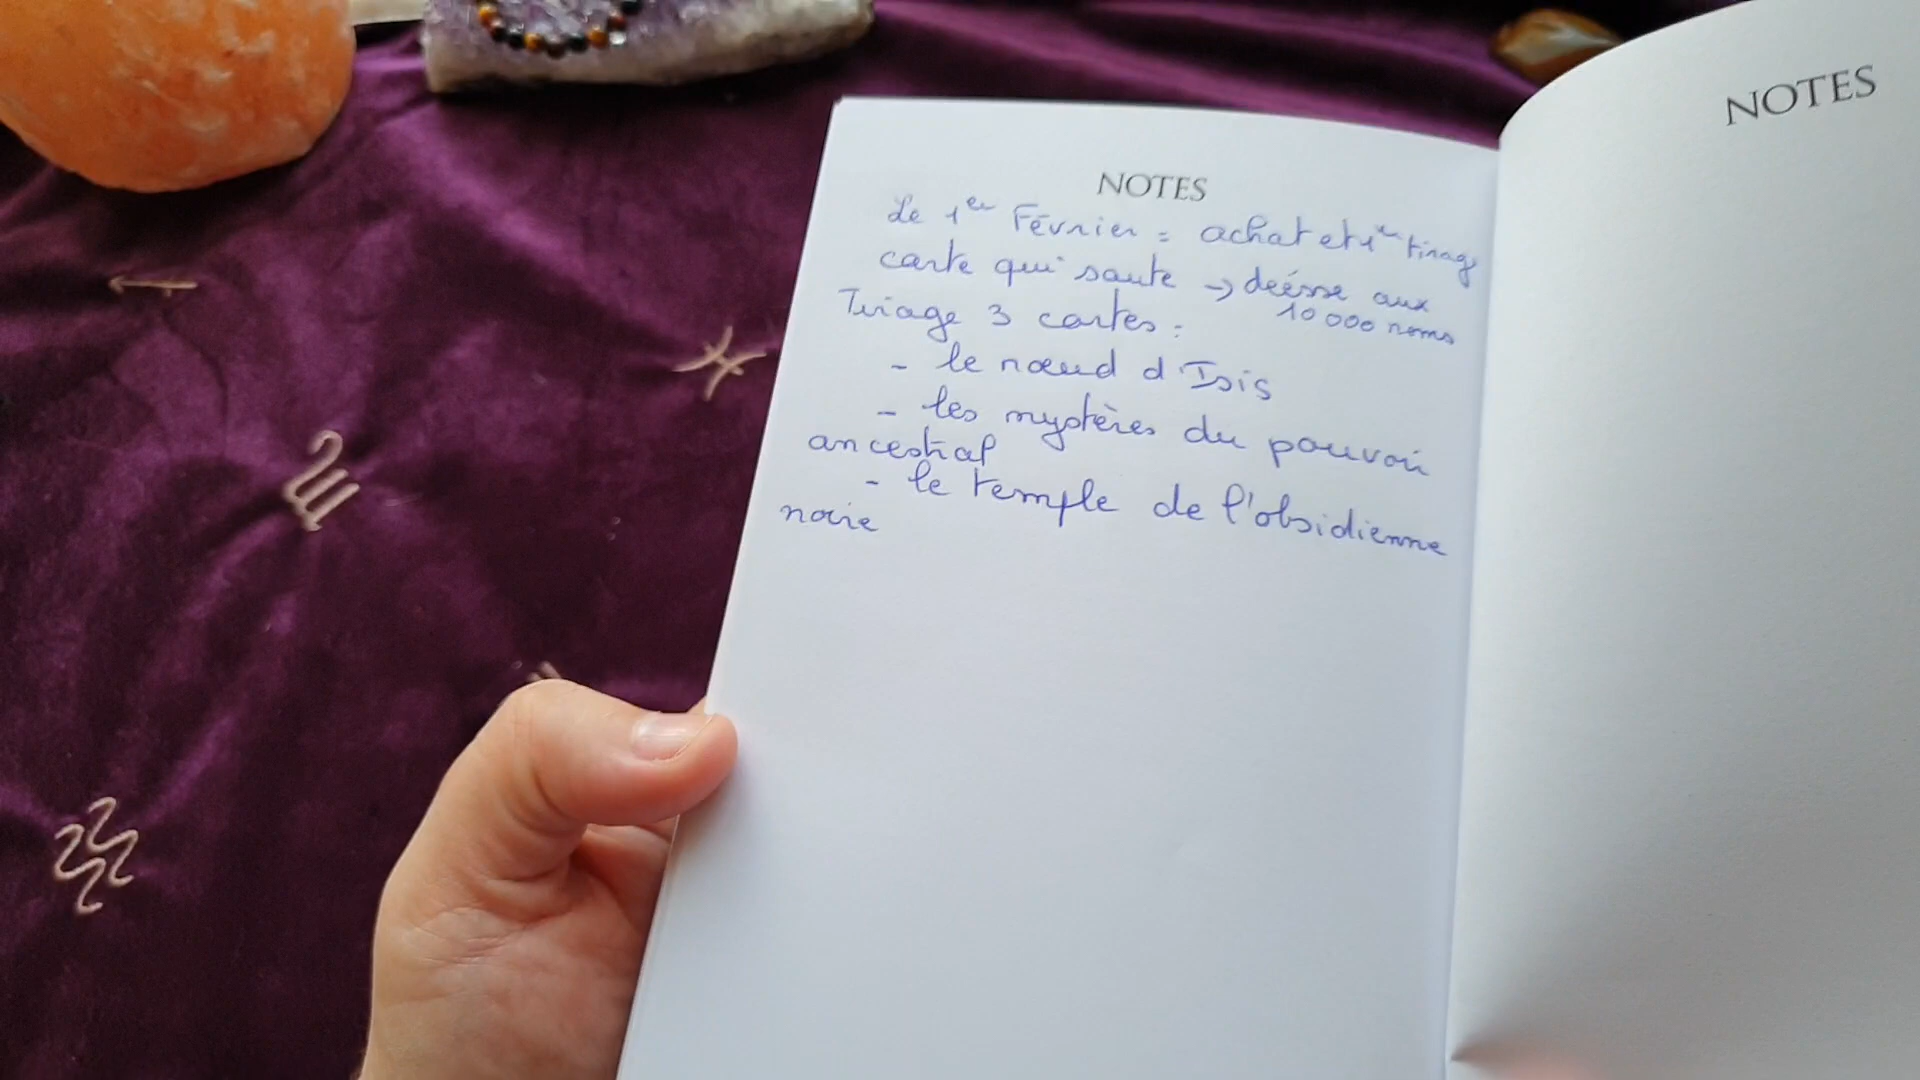 NOTES
Le 1er Février = achat et 1er tirage
carte qui saute → deésse aux
10 000 noms
Tirage 3 cartes :
- le nœud d'Isis
- les mystères du pouvoir
ancestral
- le temple de l'obsidienne
noire
NOTES